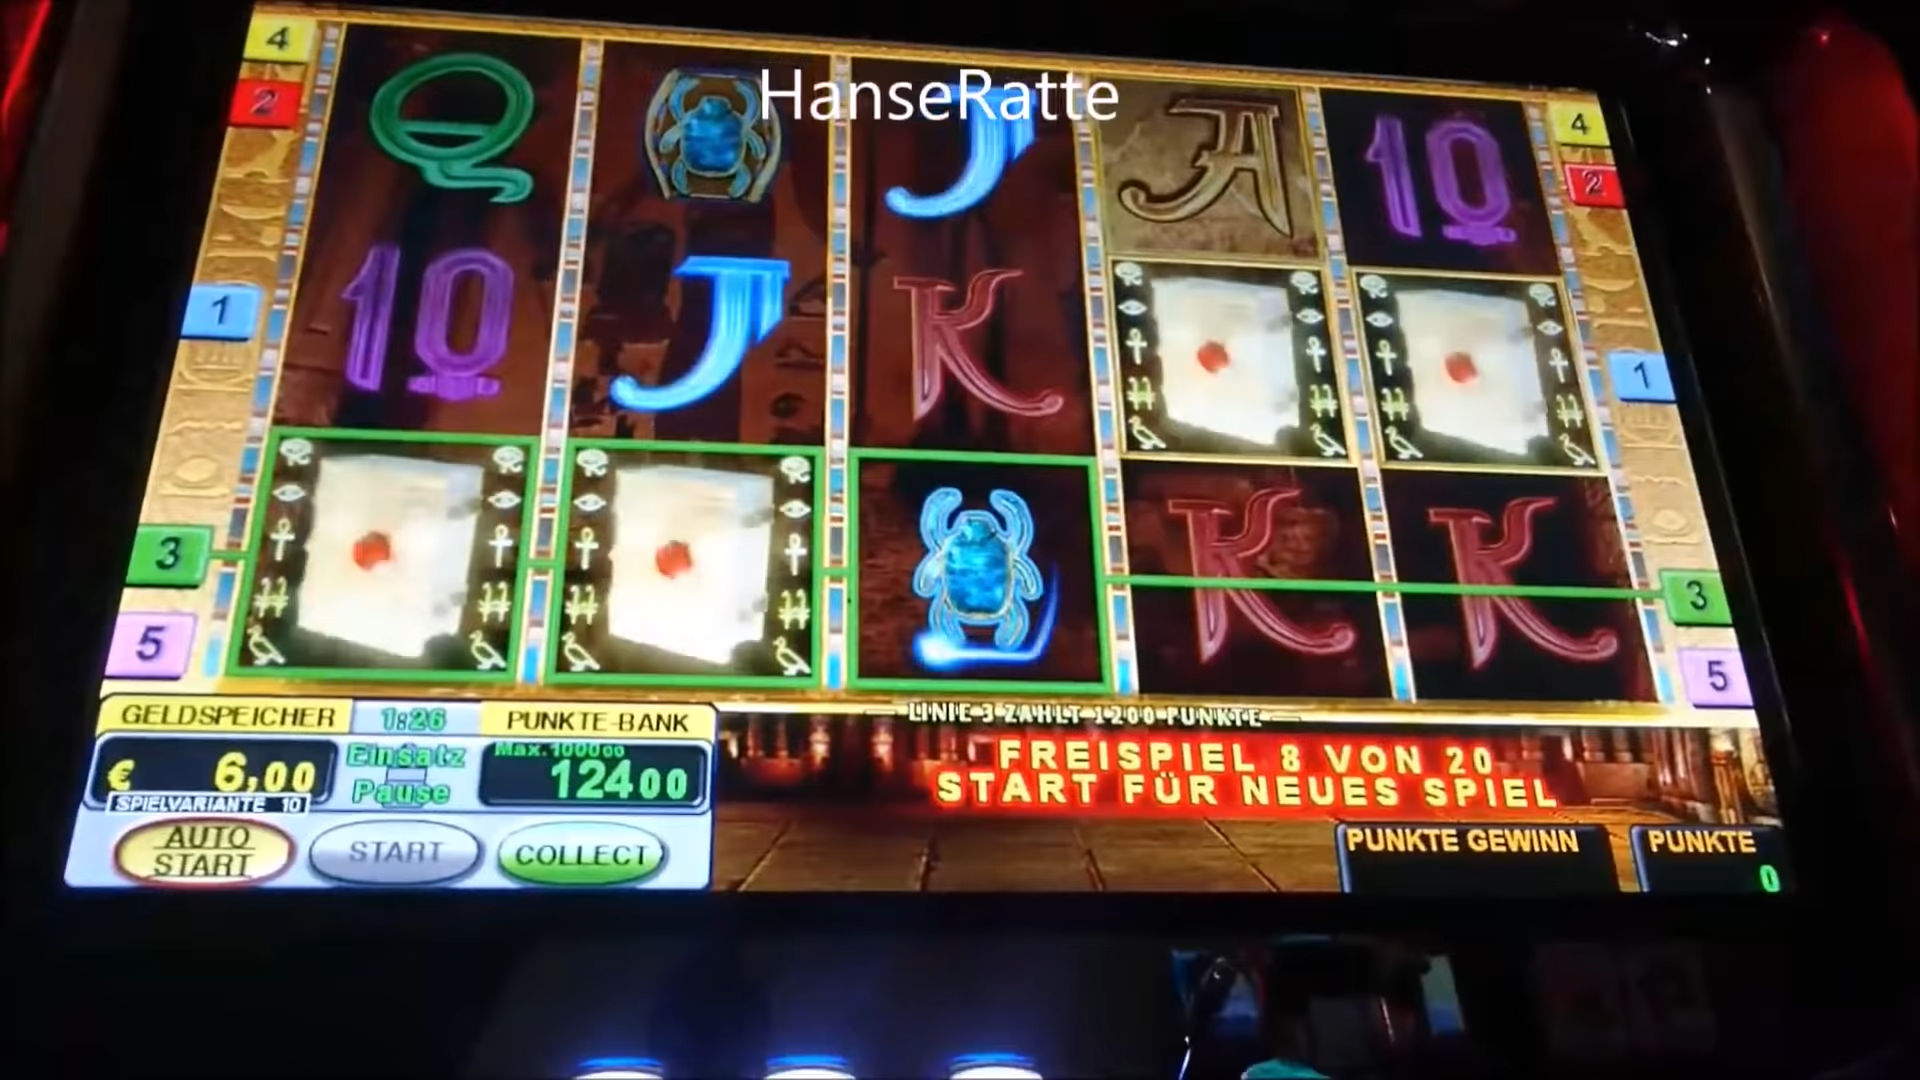 HanseRatte
4
2
1
3
5
Q
J
A
10
10
J
K
K
K
4
2
1
3
5
GELDSPEICHER
1:26
PUNKTE-BANK
€ 6,00
Einsatz
Pause
Max. 100000
12400
SPIELVARIANTE 10
AUTO
START
START
COLLECT
LINIE 3 ZAHLT 1200 PUNKTE
FREISPIEL 8 VON 20
START FÜR NEUES SPIEL
PUNKTE GEWINN
PUNKTE
0